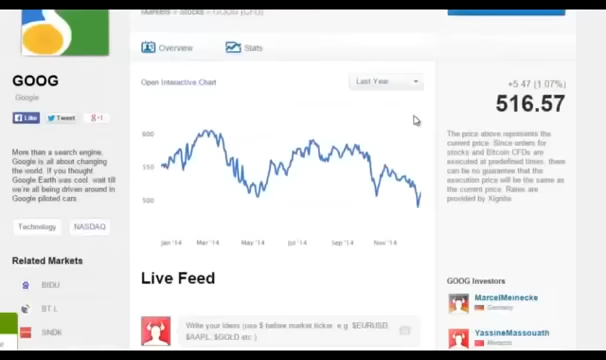 Markets > Stocks > GOOG (CFD)
Overview
Stats
GOOG
Google
Like
Tweet
+1
More than a search engine,
Google is all about changing
the world. If you thought
Google Earth was cool, wait till
we're all being driven around in
Google piloted cars
Technology
NASDAQ
Related Markets
BIDU
BT.L
SNDK
Open Interactive Chart
Last Year
600
550
500
Jan '14
Mar '14
May '14
Jul '14
Sep '14
Nov '14
Live Feed
Write your ideas (use $ before market ticker. e.g. $EURUSD,
$AAPL, $GOLD etc.)
+5.47 (1.07%)
516.57
The price above represents the
current price. Since orders for
stocks and Bitcoin CFDs are
executed at predefined times, there
can be no guarantee that the
execution price will be the same as
the current price. Rates are
provided by Xignite
GOOG Investors
MarcelMeinecke
Germany
YassineMassouath
Morocco